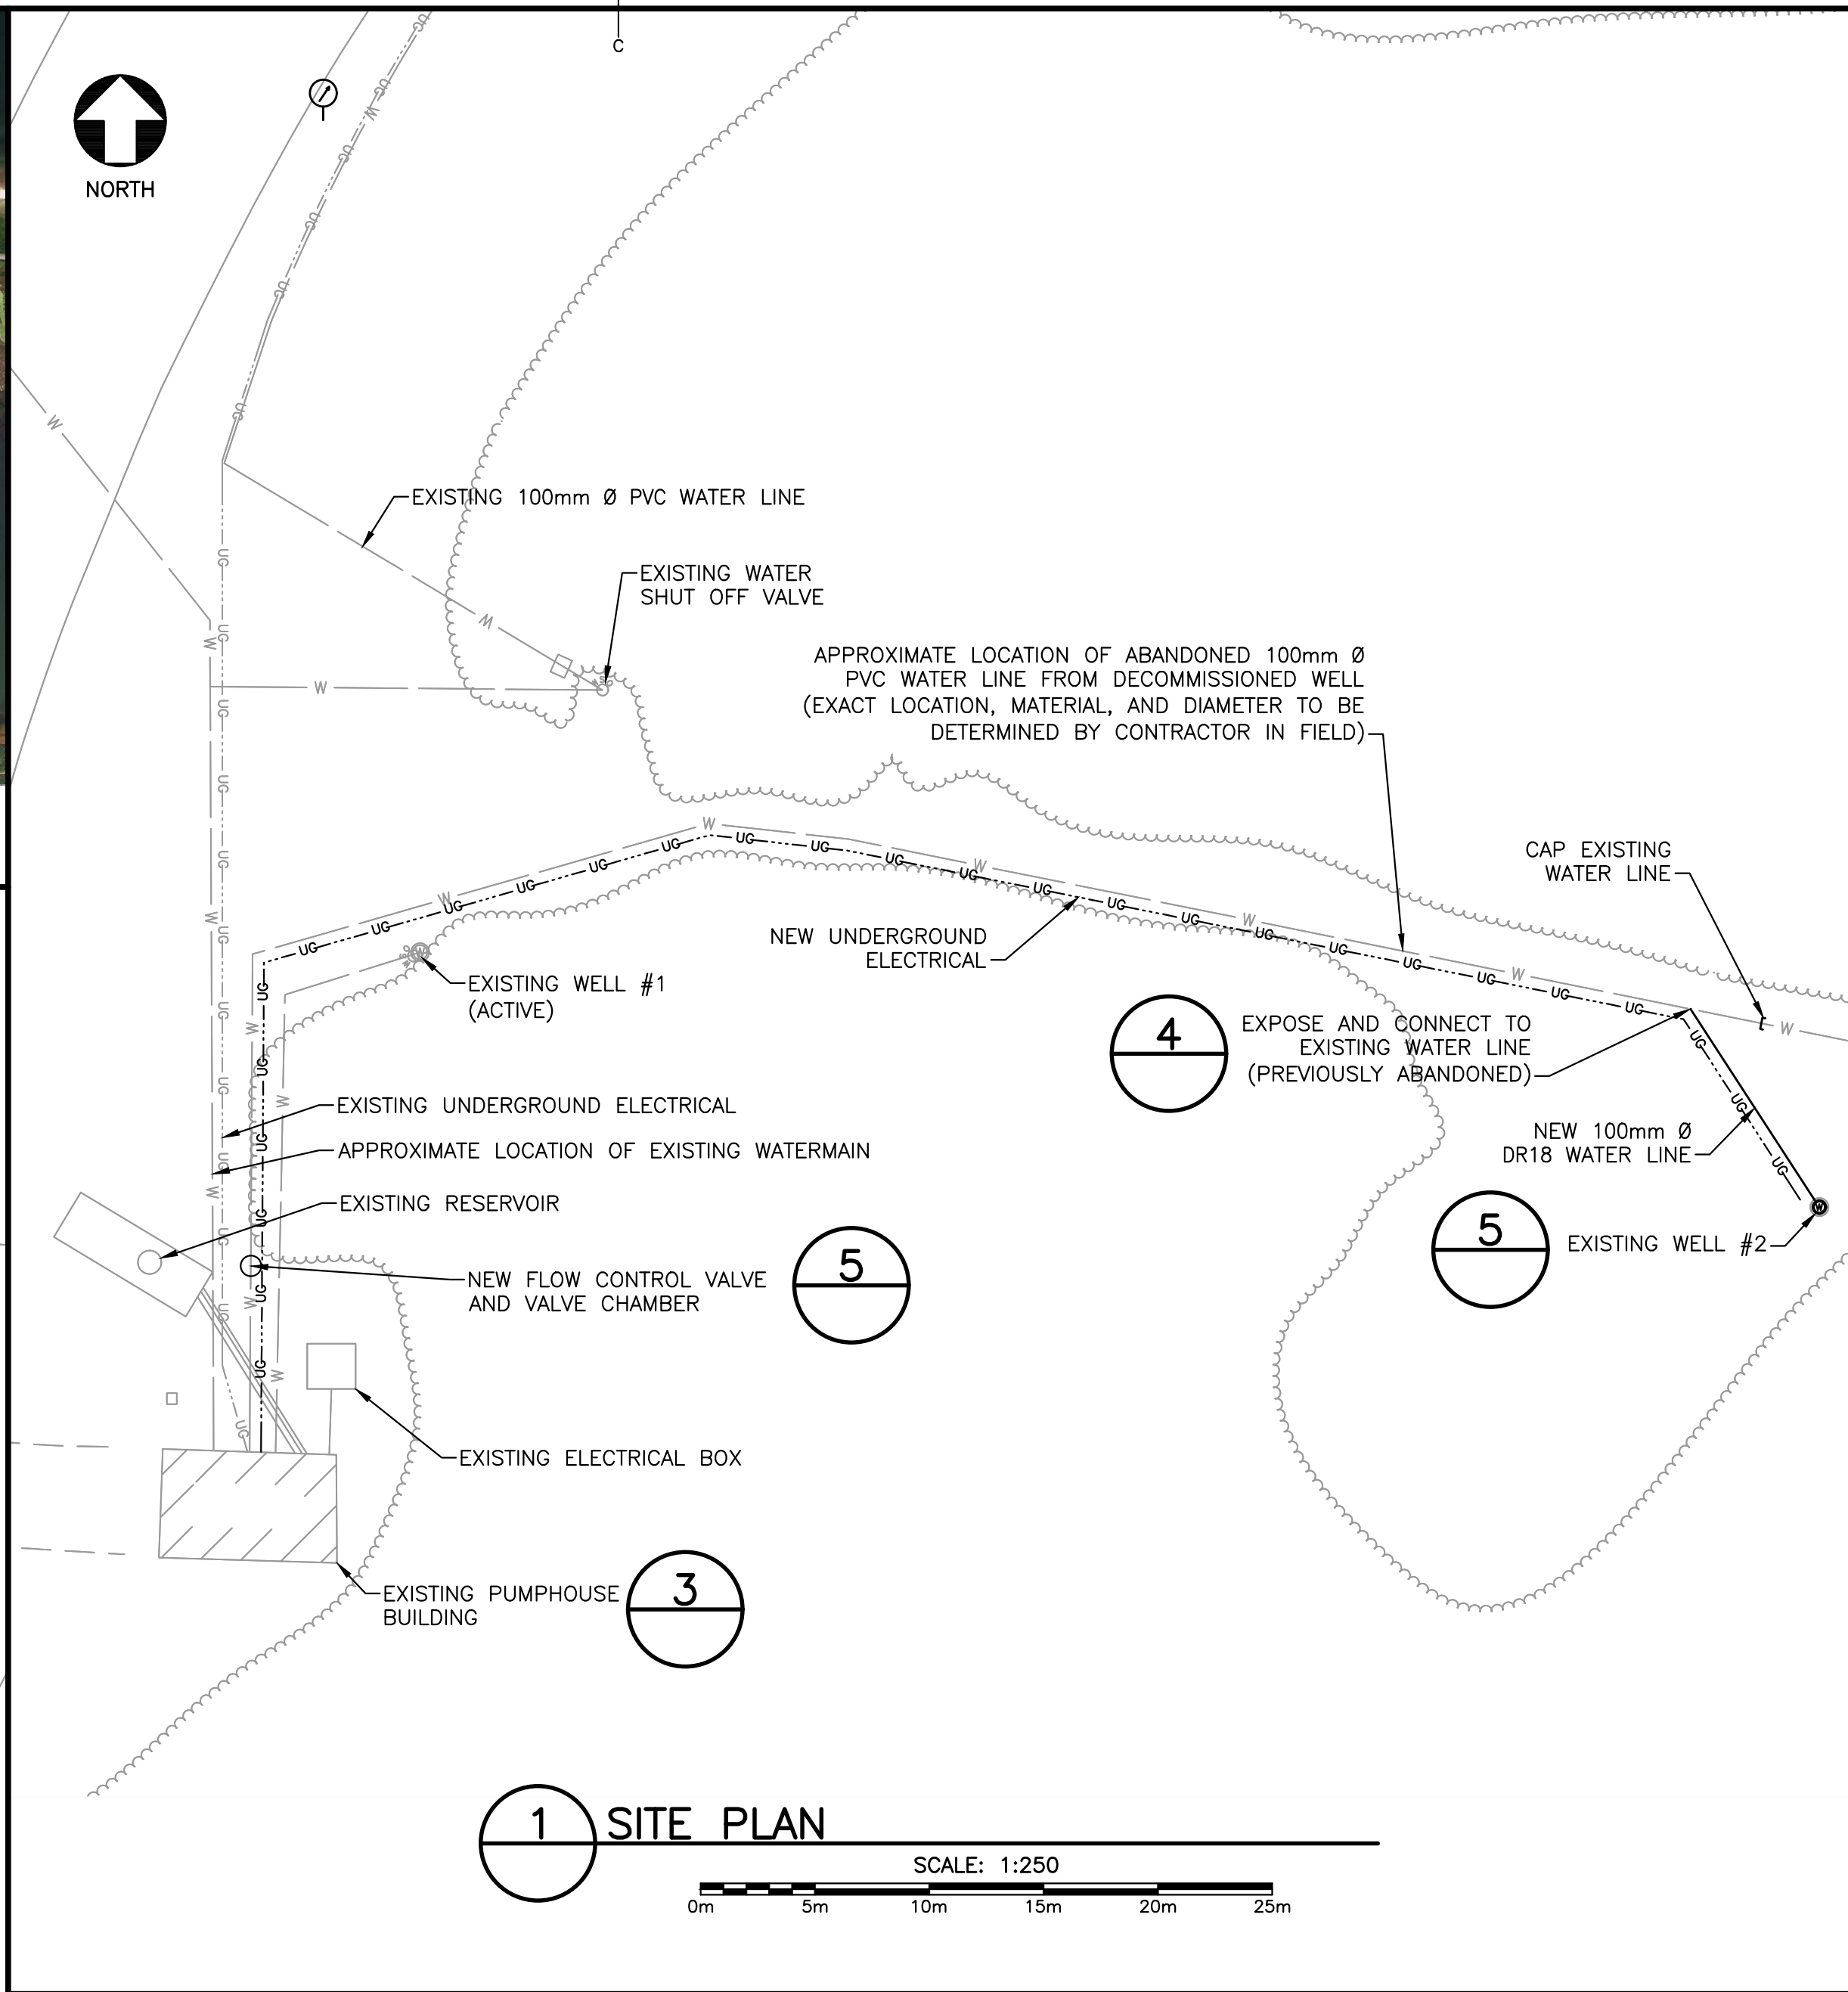 C
NORTH
EXISTING 100mm Ø PVC WATER LINE
EXISTING WATER
SHUT OFF VALVE
APPROXIMATE LOCATION OF ABANDONED 100mm Ø
PVC WATER LINE FROM DECOMMISSIONED WELL
(EXACT LOCATION, MATERIAL, AND DIAMETER TO BE
DETERMINED BY CONTRACTOR IN FIELD)
CAP EXISTING
WATER LINE
NEW UNDERGROUND
ELECTRICAL
EXISTING WELL #1
(ACTIVE)
4
EXPOSE AND CONNECT TO
EXISTING WATER LINE
(PREVIOUSLY ABANDONED)
EXISTING UNDERGROUND ELECTRICAL
APPROXIMATE LOCATION OF EXISTING WATERMAIN
NEW 100mm Ø
DR18 WATER LINE
EXISTING RESERVOIR
5
EXISTING WELL #2
NEW FLOW CONTROL VALVE
AND VALVE CHAMBER
5
EXISTING ELECTRICAL BOX
EXISTING PUMPHOUSE
BUILDING
3
1
SITE PLAN
SCALE: 1:250
0m 5m 10m 15m 20m 25m
W
UG